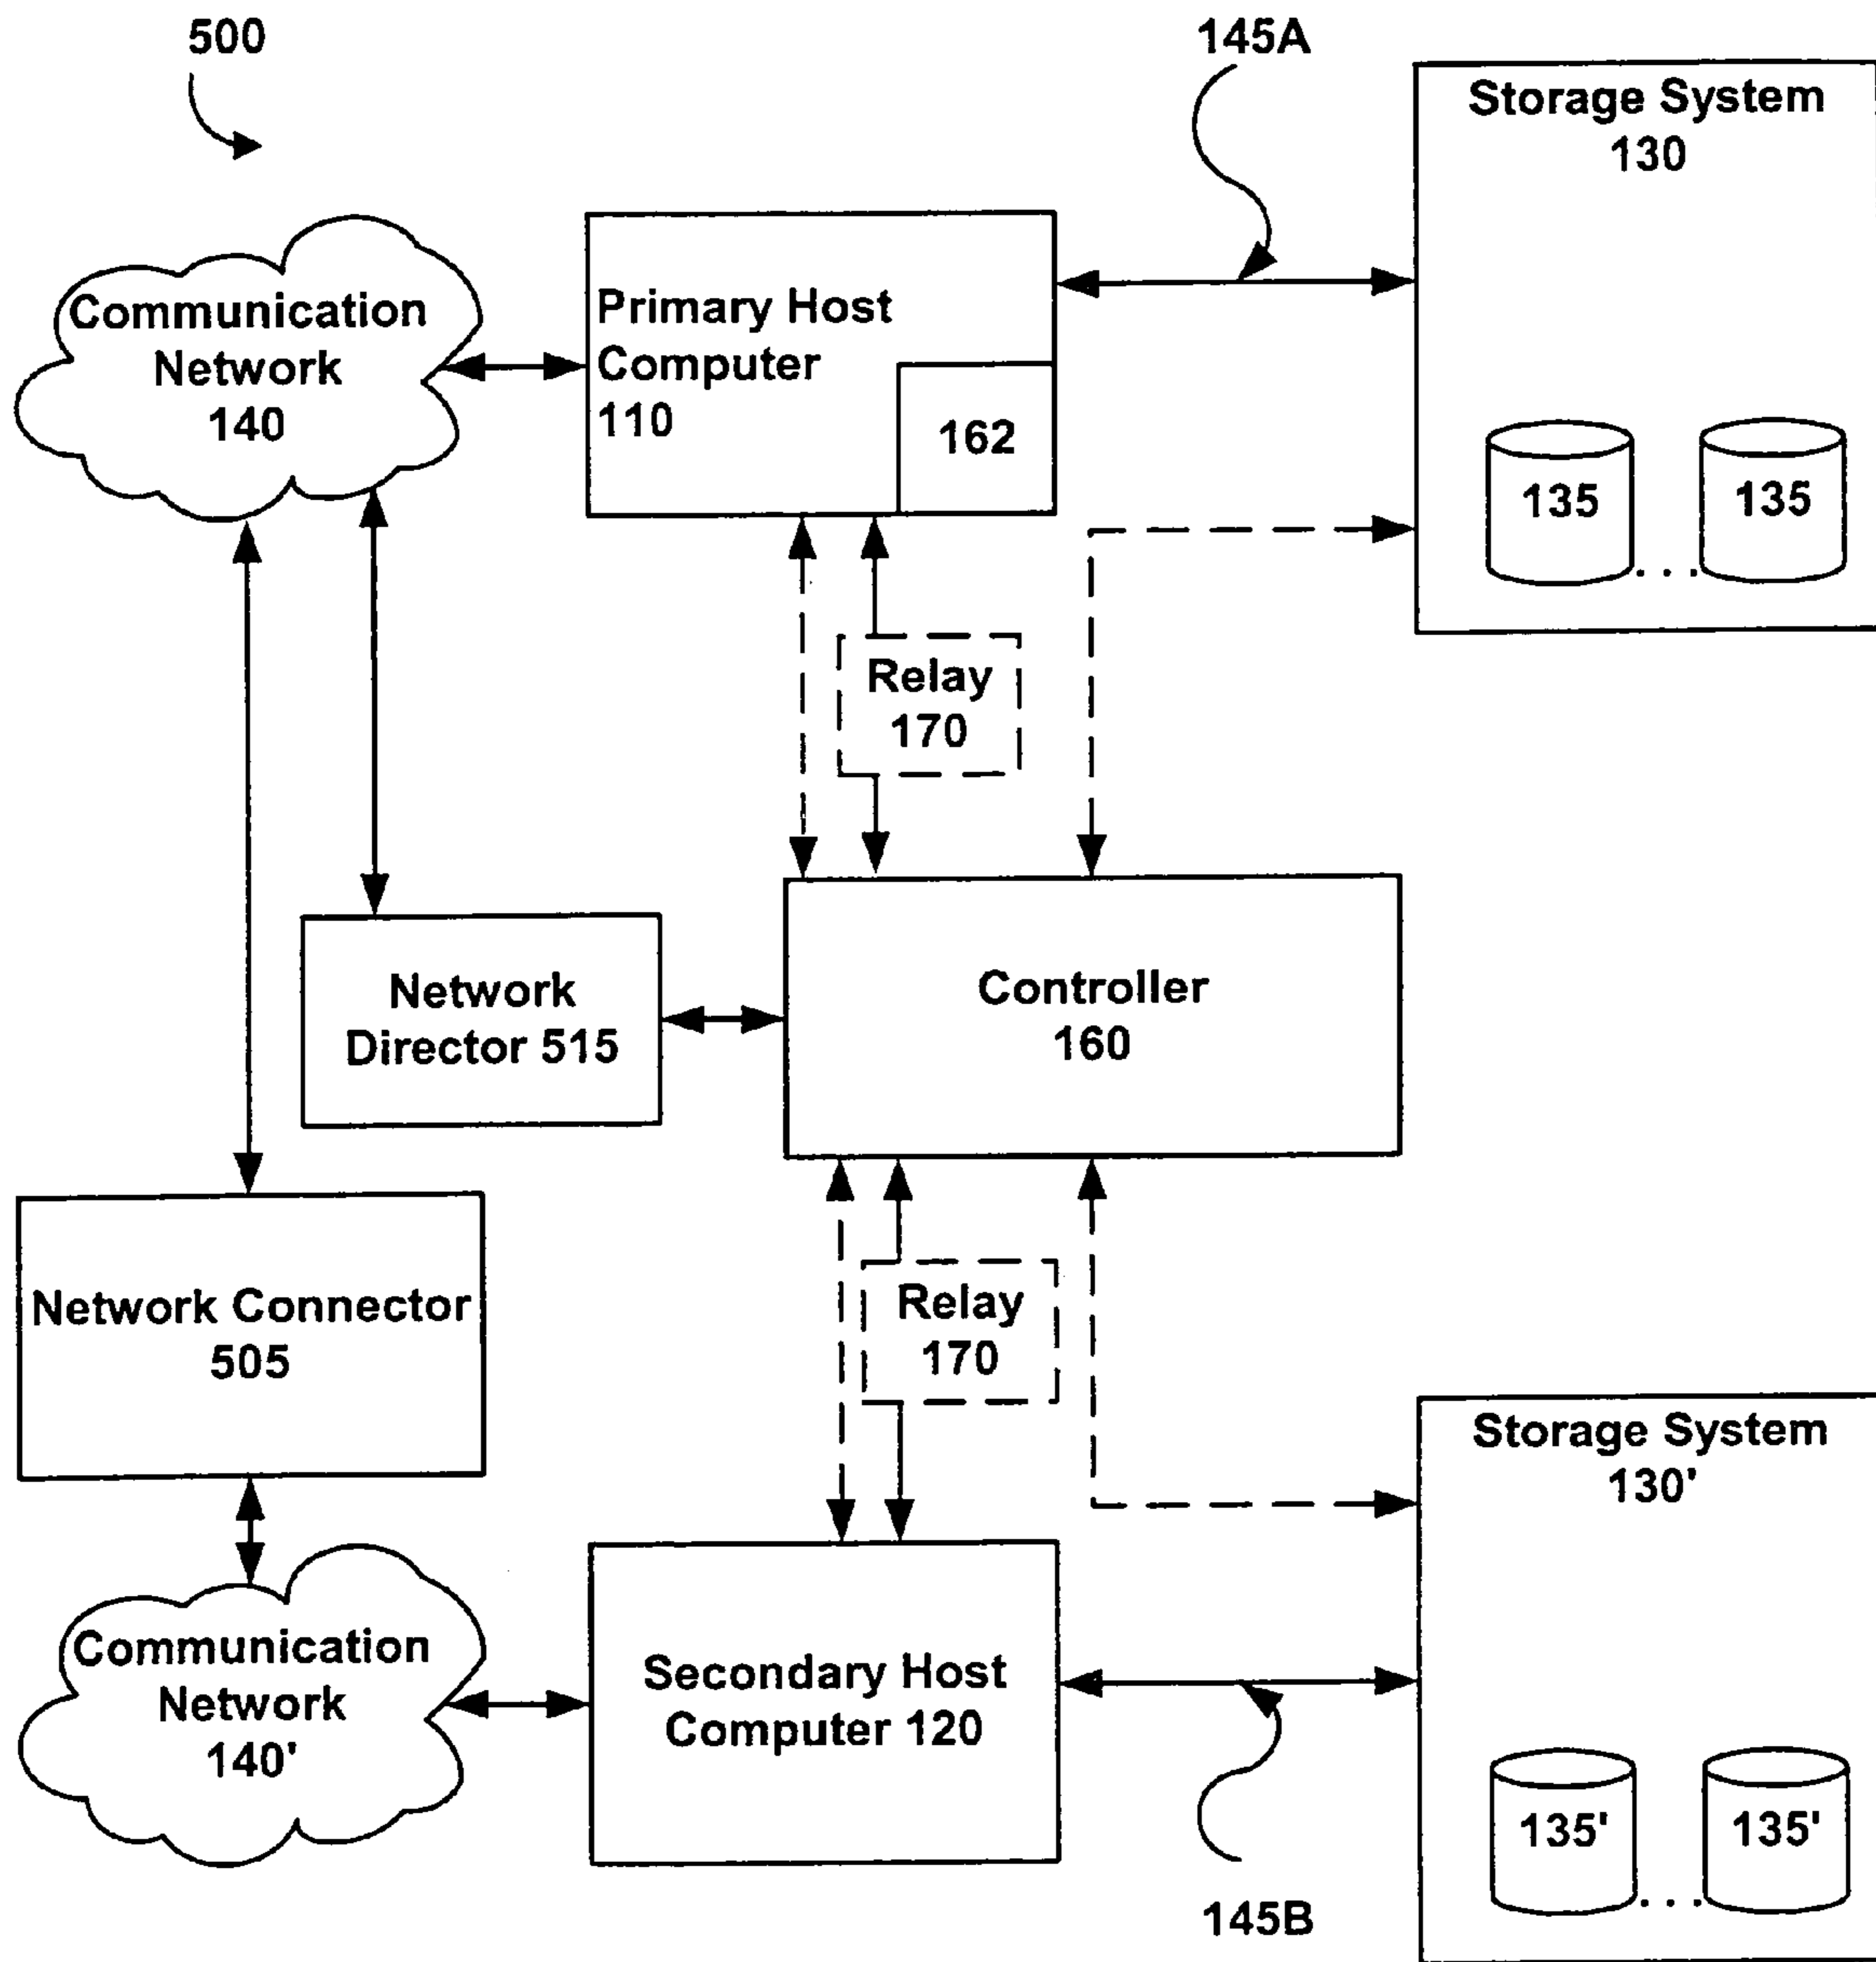 500
145A
Storage System
130
Communication
Network
140
Primary Host
Computer
110
162
135
135
. . .
Relay
170
Network
Director 515
Controller
160
Network Connector
505
Relay
170
Storage System
130'
Communication
Network
140'
Secondary Host
Computer 120
135'
135'
. . .
145B